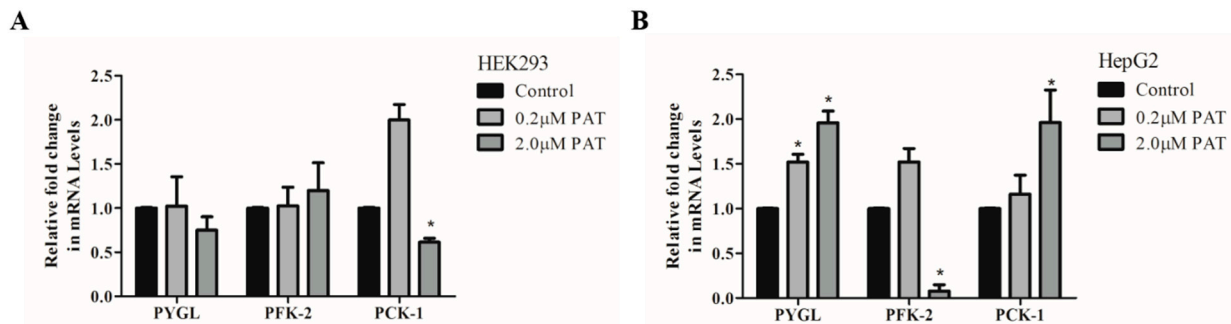 A
Relative fold change
in mRNA Levels
2.5
2.0
1.5
1.0
0.5
0.0
*
PYGL PFK-2 PCK-1
HEK293
Control
0.2μM PAT
2.0μM PAT
B
Relative fold change
in mRNA Levels
2.5
2.0
1.5
1.0
0.5
0.0
* * * *
PYGL PFK-2 PCK-1
HepG2
Control
0.2μM PAT
2.0μM PAT